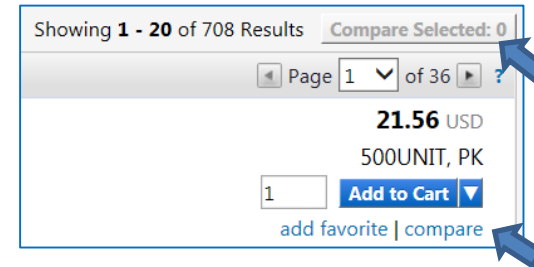 Showing 1 - 20 of 708 Results Compare Selected: 0
Page 1 of 36 ?
21.56 USD
500UNIT, PK
1 Add to Cart
add favorite | compare